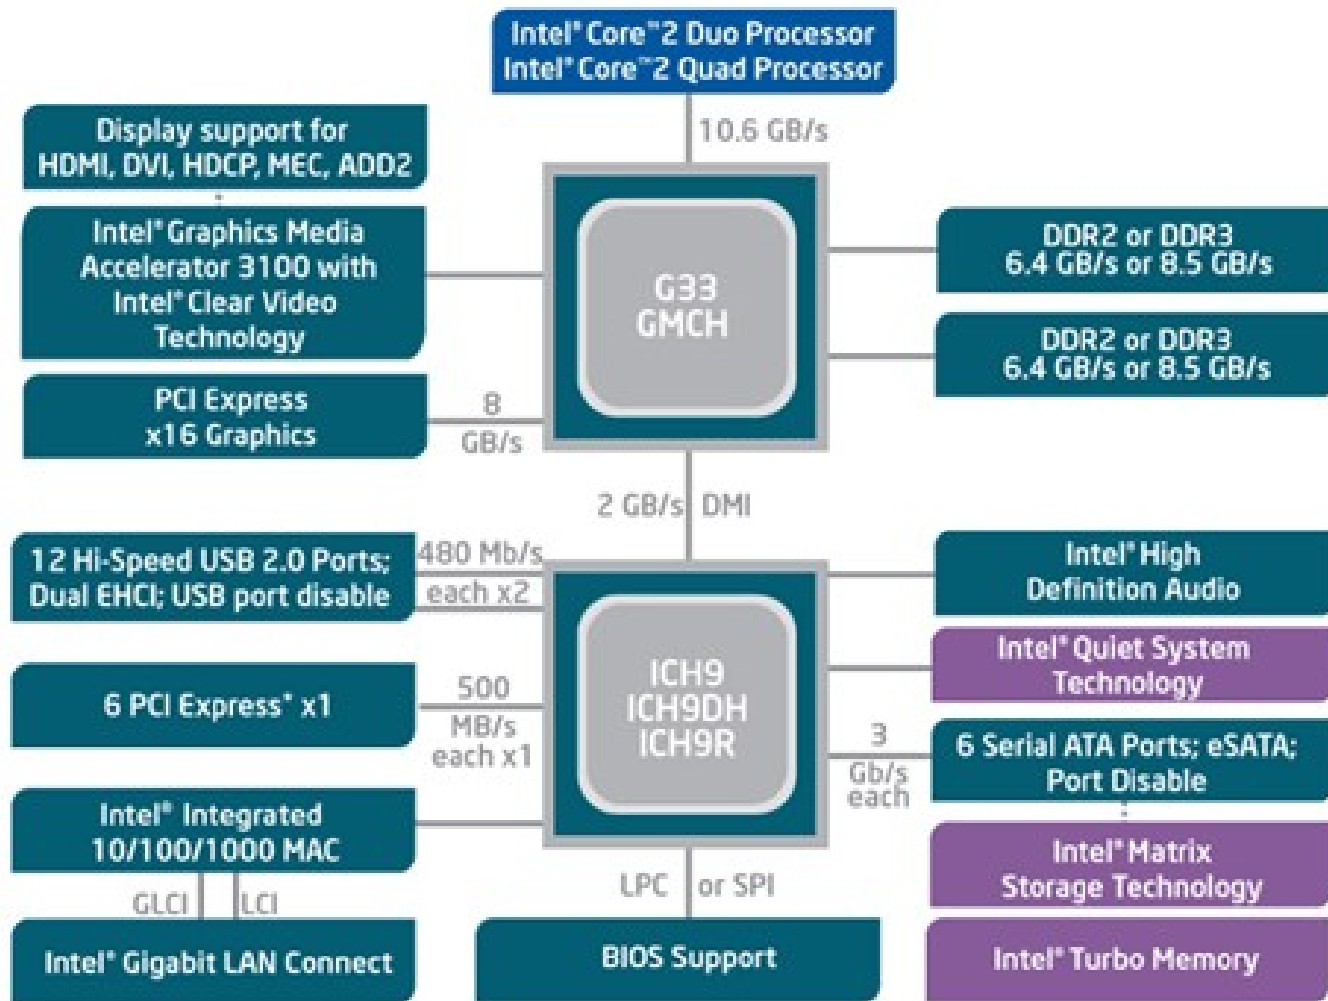 Intel® Core™2 Duo Processor
Intel® Core™2 Quad Processor
10.6 GB/s
Display support for
HDMI, DVI, HDCP, MEC, ADD2
Intel® Graphics Media
Accelerator 3100 with
Intel® Clear Video
Technology
PCI Express
x16 Graphics
8
GB/s
G33
GMCH
DDR2 or DDR3
6.4 GB/s or 8.5 GB/s
DDR2 or DDR3
6.4 GB/s or 8.5 GB/s
2 GB/s DMI
12 Hi-Speed USB 2.0 Ports;
Dual EHCI; USB port disable
480 Mb/s
each x2
6 PCI Express* x1
500
MB/s
each x1
Intel® Integrated
10/100/1000 MAC
GLCI LCI
Intel® Gigabit LAN Connect
ICH9
ICH9DH
ICH9R
LPC or SPI
BIOS Support
Intel® High
Definition Audio
Intel® Quiet System
Technology
3
Gb/s
each
6 Serial ATA Ports; eSATA;
Port Disable
Intel® Matrix
Storage Technology
Intel® Turbo Memory